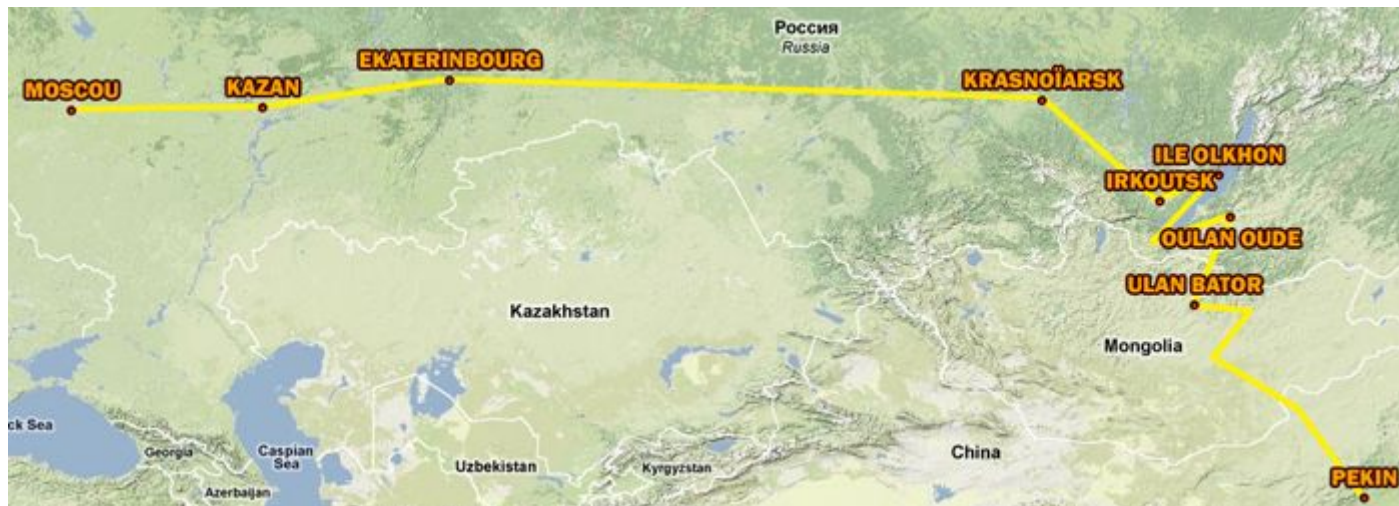 Россия
Russia
EKATERINBOURG
MOSCOU
KAZAN
KRASNOÏARSK
ILE OLKHON
IRKOUTSK
OULAN OUDE
ULAN BATOR
Kazakhstan
Mongolia
ck Sea
Georgia
Caspian
Sea
Azerbaijan
Uzbekistan
Kyrgyzstan
China
PEKIN